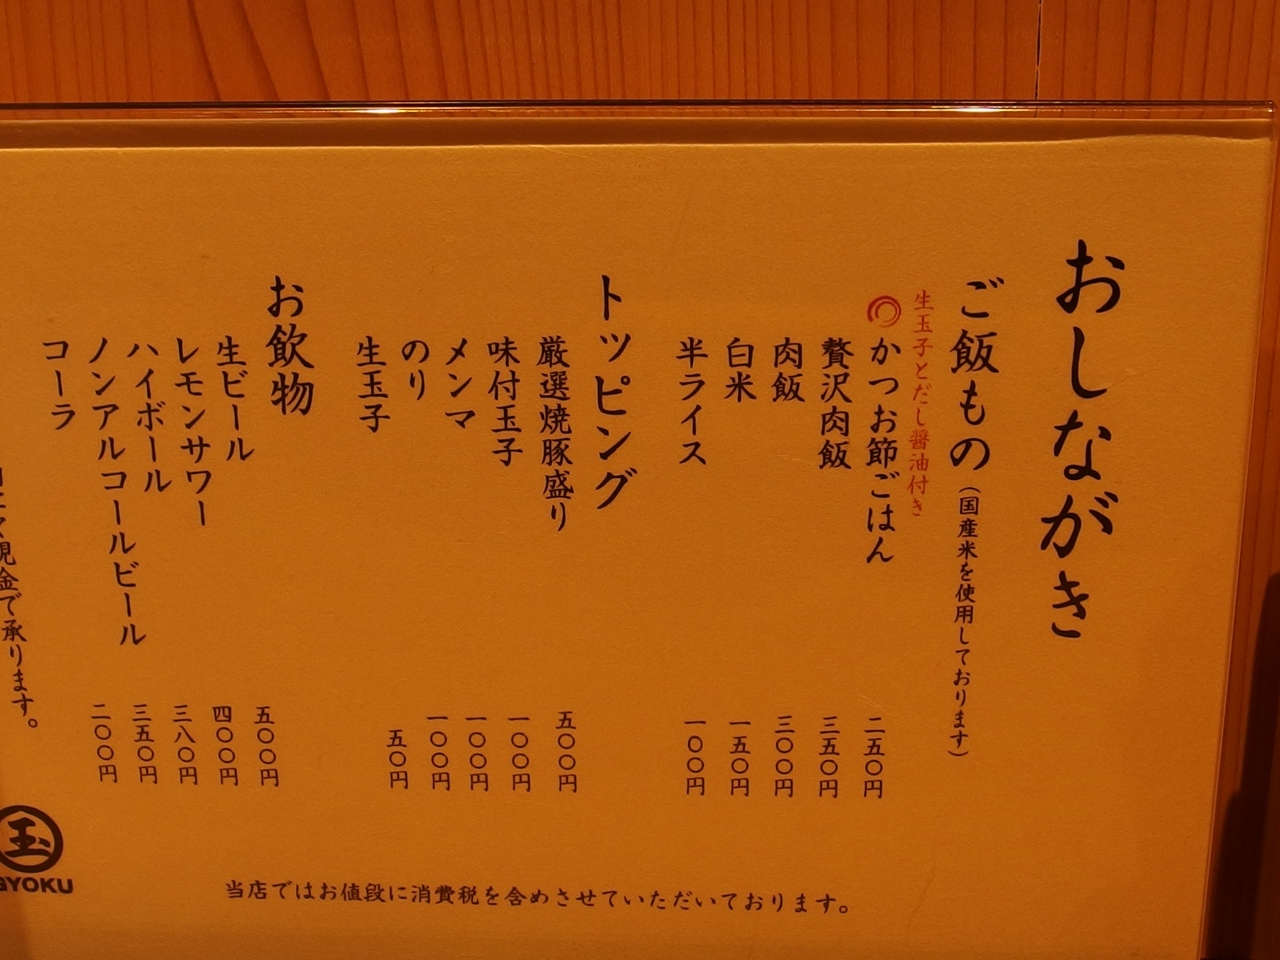 おしながき
ご飯もの（国産米を使用しております）
生玉子とだし醤油付き
かつお節ごはん 二五〇円
贅沢肉飯 三五〇円
肉飯 三〇〇円
白米 一五〇円
半ライス 一〇〇円
トッピング
厳選焼豚盛り 五〇〇円
味付玉子 一〇〇円
メンマ 一〇〇円
のり 一〇〇円
生玉子 五〇円
お飲物
生ビール 五〇〇円
レモンサワー 四〇〇円
ハイボール 三八〇円
ノンアルコールビール 三五〇円
コーラ 二〇〇円
現金で承ります。
当店ではお値段に消費税を含めさせていただいております。
玉
GYOKU